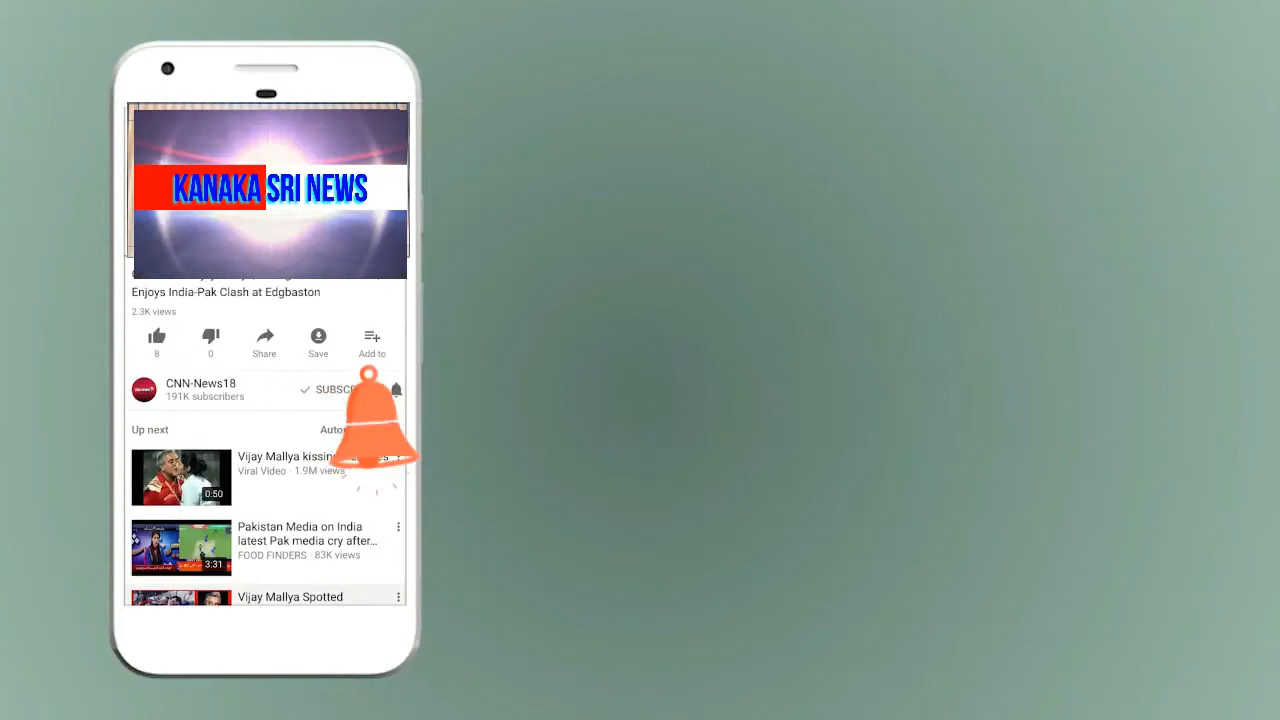 KANAKA SRI NEWS
Enjoys India-Pak Clash at Edgbaston
2.3K views
8
0
Share
Save
Add to
CNN-News18
191K subscribers
Up next
Vijay Mallya
Viral Video · 1.9M views
0:50
Pakistan Media on India
latest Pak media cry after...
FOOD FINDERS · 83K views
3:31
Vijay Mallya Spotted